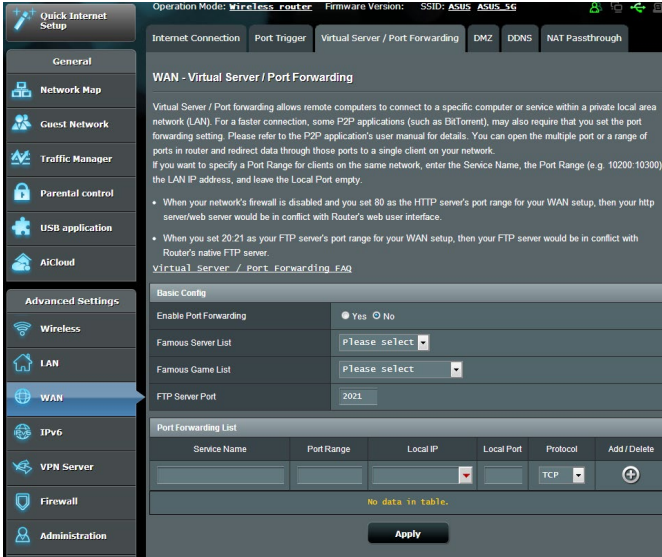 Quick Internet
Setup
General
Network Map
Guest Network
Traffic Manager
Parental control
USB application
AiCloud
Advanced Settings
Wireless
LAN
WAN
IPv6
VPN Server
Firewall
Administration
Operation Mode: Wireless router Firmware Version: SSID: ASUS ASUS_5G
Internet Connection Port Trigger Virtual Server / Port Forwarding DMZ DDNS NAT Passthrough
WAN - Virtual Server / Port Forwarding
Virtual Server / Port forwarding allows remote computers to connect to a specific computer or service within a private local area
network (LAN). For a faster connection, some P2P applications (such as BitTorrent), may also require that you set the port
forwarding setting. Please refer to the P2P application's user manual for details. You can open the multiple port or a range of
ports in router and redirect data through those ports to a single client on your network.
If you want to specify a Port Range for clients on the same network, enter the Service Name, the Port Range (e.g. 10200:10300)
the LAN IP address, and leave the Local Port empty.
• When your network's firewall is disabled and you set 80 as the HTTP server's port range for your WAN setup, then your http
server/web server would be in conflict with Router's web user interface.
• When you set 20:21 as your FTP server's port range for your WAN setup, then your FTP server would be in conflict with
Router's native FTP server.
Virtual Server / Port Forwarding FAQ
Basic Config
Enable Port Forwarding Yes No
Famous Server List Please select
Famous Game List Please select
FTP Server Port 2021
Port Forwarding List
Service Name Port Range Local IP Local Port Protocol Add / Delete
TCP
No data in table.
Apply